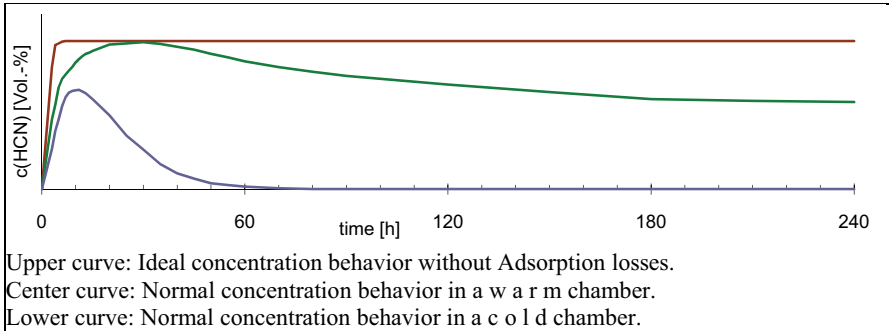 c(HCN) [Vol.-%]
0 60 120 180 240
time [h]
Upper curve: Ideal concentration behavior without Adsorption losses.
Center curve: Normal concentration behavior in a w a r m chamber.
Lower curve: Normal concentration behavior in a c o l d chamber.